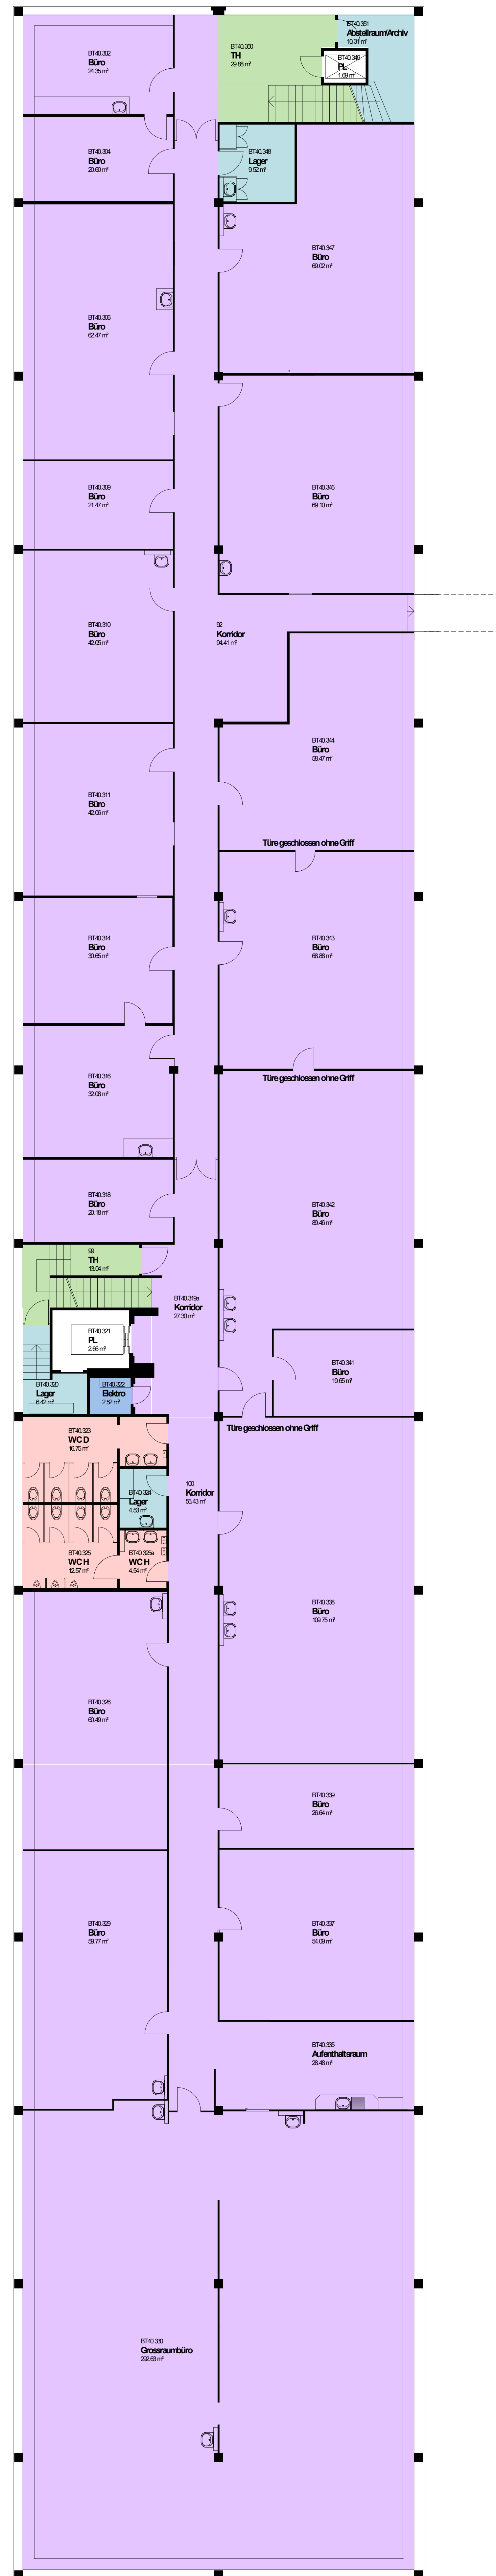 BT40.302
Büro
24.35 m²
BT40.350
TH
29.86 m²
BT40.351
Abstellraum/Archiv
10.31 m²
BT40.349
PL
1.69 m²
BT40.304
Büro
20.60 m²
BT40.348
Lager
9.52 m²
BT40.347
Büro
69.02 m²
Büro
62.47 m²
BT40.309
Büro
21.47 m²
BT40.346
Büro
69.10 m²
BT40.310
Büro
42.05 m²
92
Korridor
94.41 m²
BT40.344
Büro
56.47 m²
BT40.311
Büro
42.05 m²
Türe geschlossen ohne Griff
BT40.314
Büro
30.65 m²
BT40.343
Büro
68.88 m²
BT40.316
Büro
32.08 m²
Türe geschlossen ohne Griff
BT40.318
Büro
20.18 m²
BT40.342
Büro
89.46 m²
99
TH
13.04 m²
BT40.319a
Korridor
27.30 m²
BT40.321
PL
2.66 m²
BT40.341
Büro
19.65 m²
BT40.320
Lager
6.42 m²
BT40.322
Elektro
2.52 m²
Türe geschlossen ohne Griff
BT40.323
WC D
16.75 m²
100
Korridor
55.43 m²
BT40.324
Lager
4.53 m²
BT40.325
WC H
12.57 m²
BT40.325a
WC H
4.54 m²
BT40.338
Büro
109.75 m²
BT40.326
Büro
60.49 m²
BT40.339
Büro
26.64 m²
BT40.329
Büro
59.77 m²
BT40.337
Büro
54.09 m²
BT40.335
Aufenthaltsraum
28.48 m²
BT40.330
Grossraumbüro
292.63 m²